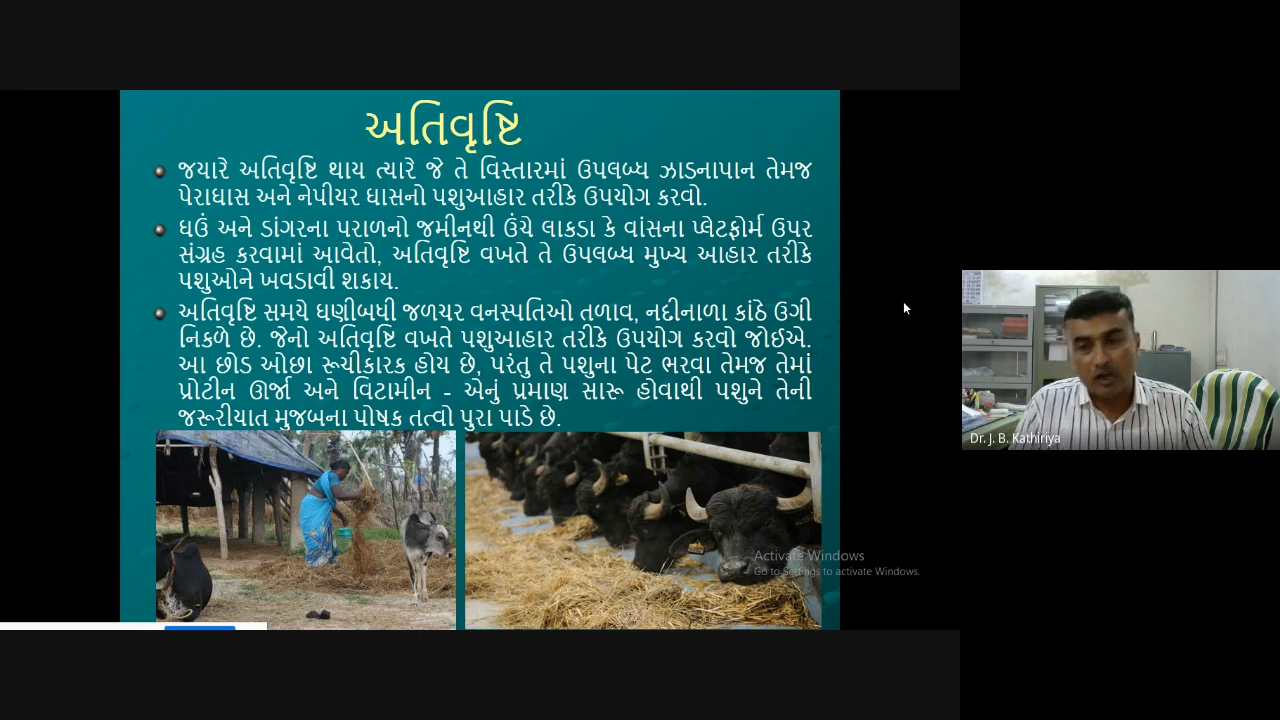 અતિવૃષ્ટિ
જયારે અતિવૃષ્ટિ થાય ત્યારે જે તે વિસ્તારમાં ઉપલબ્ધ ઝાડનાપાન તેમજ
પેરાઘાસ અને નેપીયર ઘાસનો પશુઆહાર તરીકે ઉપયોગ કરવો.
ઘઉં અને ડાંગરના પરાળનો જમીનથી ઉંચે લાકડા કે વાંસના પ્લેટફોર્મ ઉપર
સંગ્રહ કરવામાં આવેતો, અતિવૃષ્ટિ વખતે તે ઉપલબ્ધ મુખ્ય આહાર તરીકે
પશુઓને ખવડાવી શકાય.
અતિવૃષ્ટિ સમયે ઘણીબધી જળચર વનસ્પતિઓ તળાવ, નદીનાળા કાંઠે ઉગી
નિકળે છે. જેનો અતિવૃષ્ટિ વખતે પશુઆહાર તરીકે ઉપયોગ કરવો જોઈએ.
આ છોડ ઓછા રૂચીકારક હોય છે, પરંતુ તે પશુના પેટ ભરવા તેમજ તેમાં
પ્રોટીન ઊર્જા અને વિટામીન - એનું પ્રમાણ સારૂ હોવાથી પશુને તેની
જરૂરીયાત મુજબના પોષક તત્વો પુરા પાડે છે.
Dr. J. B. Kathiriya
Activate Windows
Go to Settings to activate Windows.